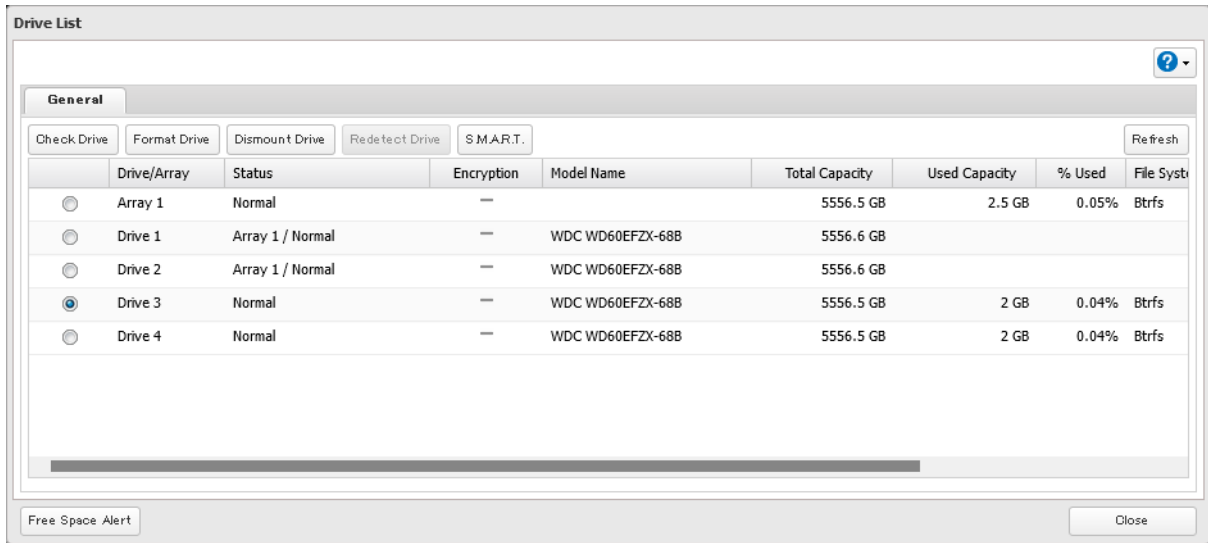 Drive List
?
General
Check Drive Format Drive Dismount Drive Redetect Drive S.M.A.R.T. Refresh
Drive/Array Status Encryption Model Name Total Capacity Used Capacity % Used File Syste
Array 1 Normal — 5556.5 GB 2.5 GB 0.05% Btrfs
Drive 1 Array 1 / Normal — WDC WD60EFZX-68B 5556.6 GB
Drive 2 Array 1 / Normal — WDC WD60EFZX-68B 5556.6 GB
Drive 3 Normal — WDC WD60EFZX-68B 5556.5 GB 2 GB 0.04% Btrfs
Drive 4 Normal — WDC WD60EFZX-68B 5556.5 GB 2 GB 0.04% Btrfs
Free Space Alert Close